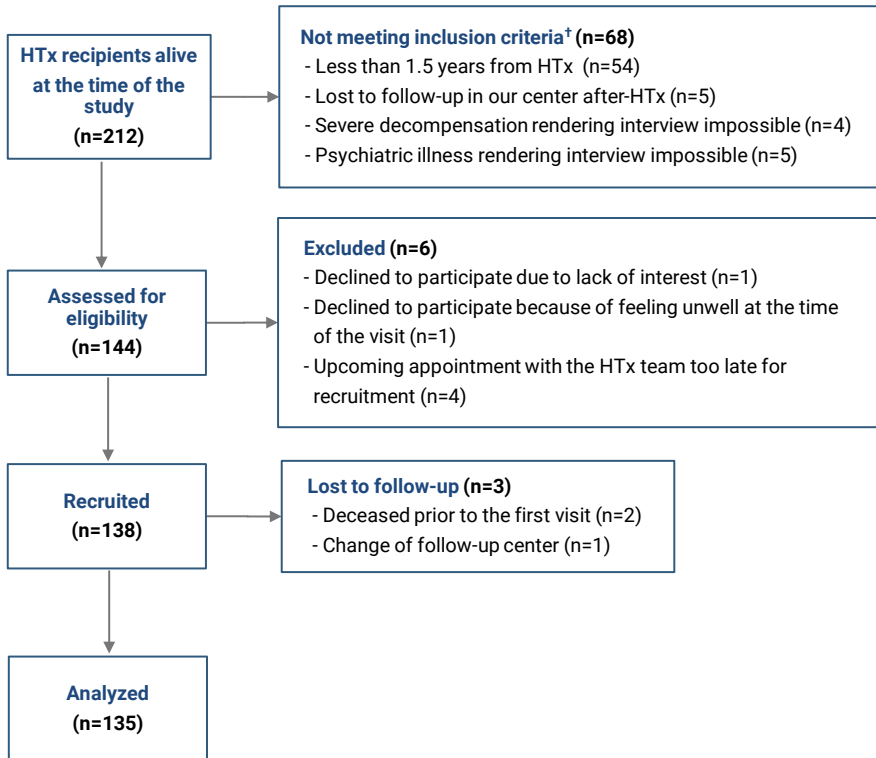 HTx recipients alive
at the time of the
study
(n=212)
Not meeting inclusion criteria† (n=68)
- Less than 1.5 years from HTx (n=54)
- Lost to follow-up in our center after-HTx (n=5)
- Severe decompensation rendering interview impossible (n=4)
- Psychiatric illness rendering interview impossible (n=5)
Assessed for
eligibility
(n=144)
Excluded (n=6)
- Declined to participate due to lack of interest (n=1)
- Declined to participate because of feeling unwell at the time
of the visit (n=1)
- Upcoming appointment with the HTx team too late for
recruitment (n=4)
Recruited
(n=138)
Lost to follow-up (n=3)
- Deceased prior to the first visit (n=2)
- Change of follow-up center (n=1)
Analyzed
(n=135)